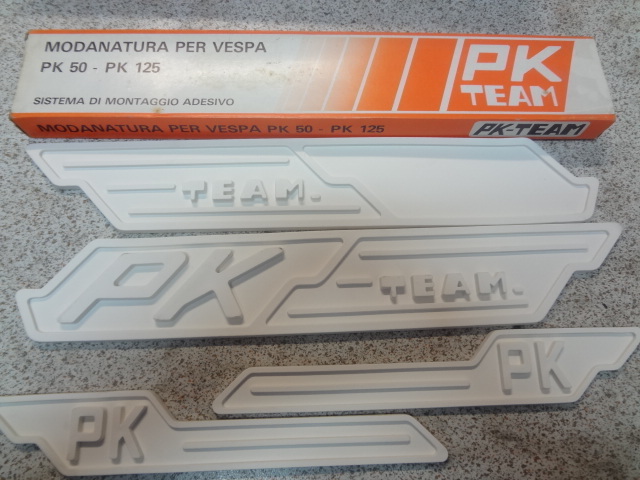 MODANATURA PER VESPA
PK 50 - PK 125
SISTEMA DI MONTAGGIO ADESIVO
PK
TEAM
MODANATURA PER VESPA PK 50 - PK 125
PK-TEAM
TEAM.
PK TEAM.
PK
PK